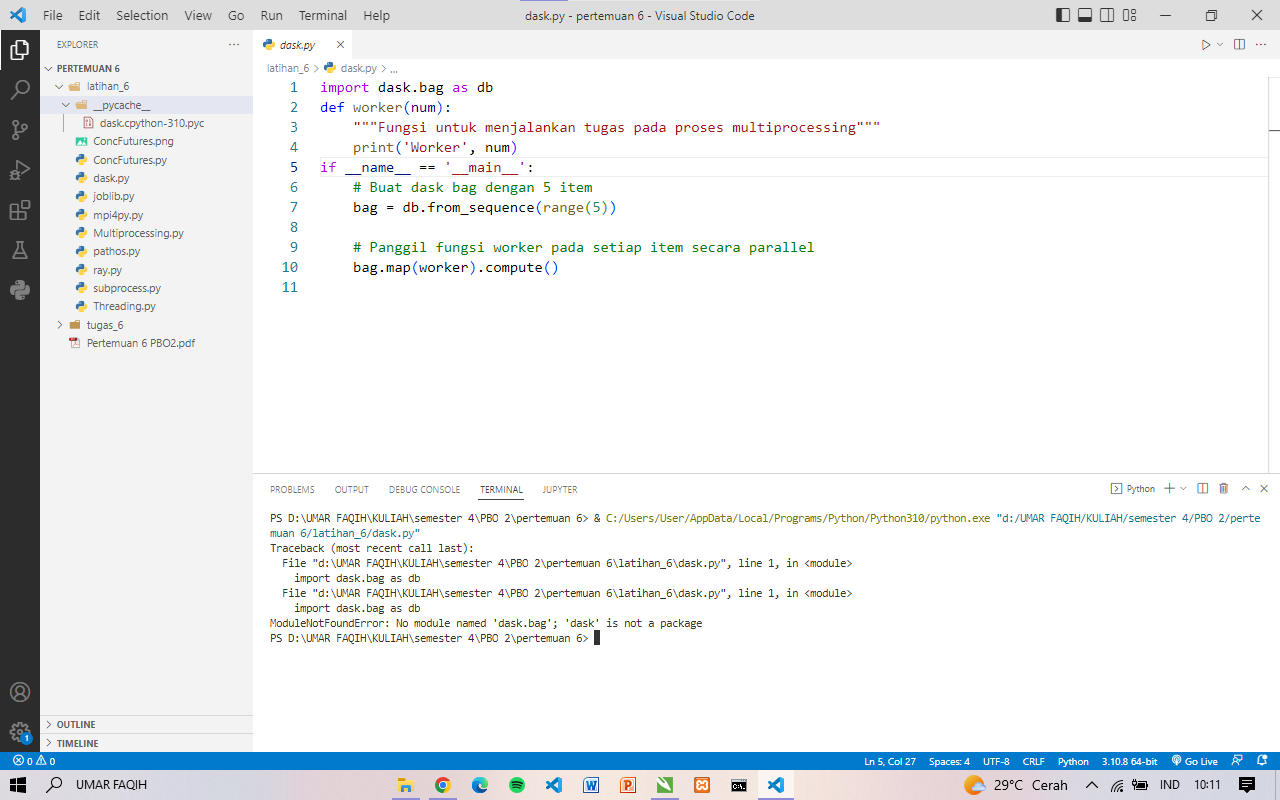 File Edit Selection View Go Run Terminal Help dask.py - pertemuan 6 - Visual Studio Code
EXPLORER
PERTEMUAN 6
latihan_6
__pycache__
dask.cpython-310.pyc
ConcFutures.png
ConcFutures.py
dask.py
joblib.py
mpi4py.py
Multiprocessing.py
pathos.py
ray.py
subprocess.py
Threading.py
tugas_6
Pertemuan 6 PBO2.pdf
OUTLINE
TIMELINE
1
dask.py
latihan_6 > dask.py > ...
1 import dask.bag as db
2 def worker(num):
3     """Fungsi untuk menjalankan tugas pada proses multiprocessing"""
4     print('Worker', num)
5 if __name__ == '__main__':
6     # Buat dask bag dengan 5 item
7     bag = db.from_sequence(range(5))
8
9     # Panggil fungsi worker pada setiap item secara parallel
10     bag.map(worker).compute()
11
PROBLEMS OUTPUT DEBUG CONSOLE TERMINAL JUPYTER Python
PS D:\UMAR FAQIH\KULIAH\semester 4\PBO 2\pertemuan 6> & C:/Users/User/AppData/Local/Programs/Python/Python310/python.exe "d:/UMAR FAQIH/KULIAH/semester 4/PBO 2/perte
muan 6/latihan_6/dask.py"
Traceback (most recent call last):
  File "d:\UMAR FAQIH\KULIAH\semester 4\PBO 2\pertemuan 6\latihan_6\dask.py", line 1, in <module>
    import dask.bag as db
  File "d:\UMAR FAQIH\KULIAH\semester 4\PBO 2\pertemuan 6\latihan_6\dask.py", line 1, in <module>
    import dask.bag as db
ModuleNotFoundError: No module named 'dask.bag'; 'dask' is not a package
PS D:\UMAR FAQIH\KULIAH\semester 4\PBO 2\pertemuan 6>
0 0 Ln 5, Col 27 Spaces: 4 UTF-8 CRLF Python 3.10.8 64-bit Go Live
UMAR FAQIH 29°C Cerah IND 10:11